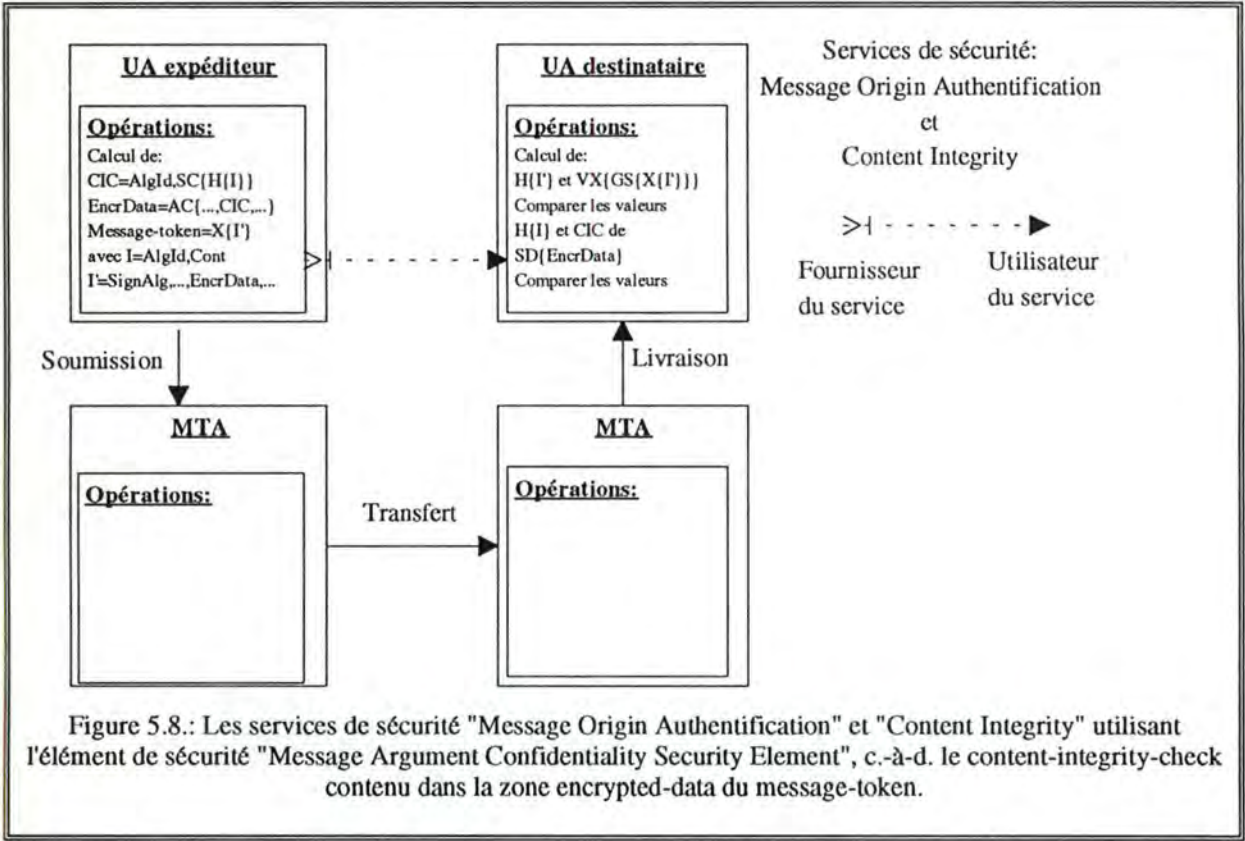 UA expéditeur
Opérations:
Calcul de:
CIC=AlgId,SC{H{I}}
EncrData=AC{...,CIC,...}
Message-token=X{I'}
avec I=AlgId,Cont
I'=SignAlg,...,EncrData,...
UA destinataire
Opérations:
Calcul de:
H{I'} et VX{GS{X{I'}}}
Comparer les valeurs
H{I} et CIC de
SD{EncrData}
Comparer les valeurs
Services de sécurité:
Message Origin Authentification
et
Content Integrity
Fournisseur
du service
Utilisateur
du service
Soumission
Livraison
MTA
Opérations:
Transfert
MTA
Opérations:
Figure 5.8.: Les services de sécurité "Message Origin Authentification" et "Content Integrity" utilisant
l'élément de sécurité "Message Argument Confidentiality Security Element", c.-à-d. le content-integrity-check
contenu dans la zone encrypted-data du message-token.